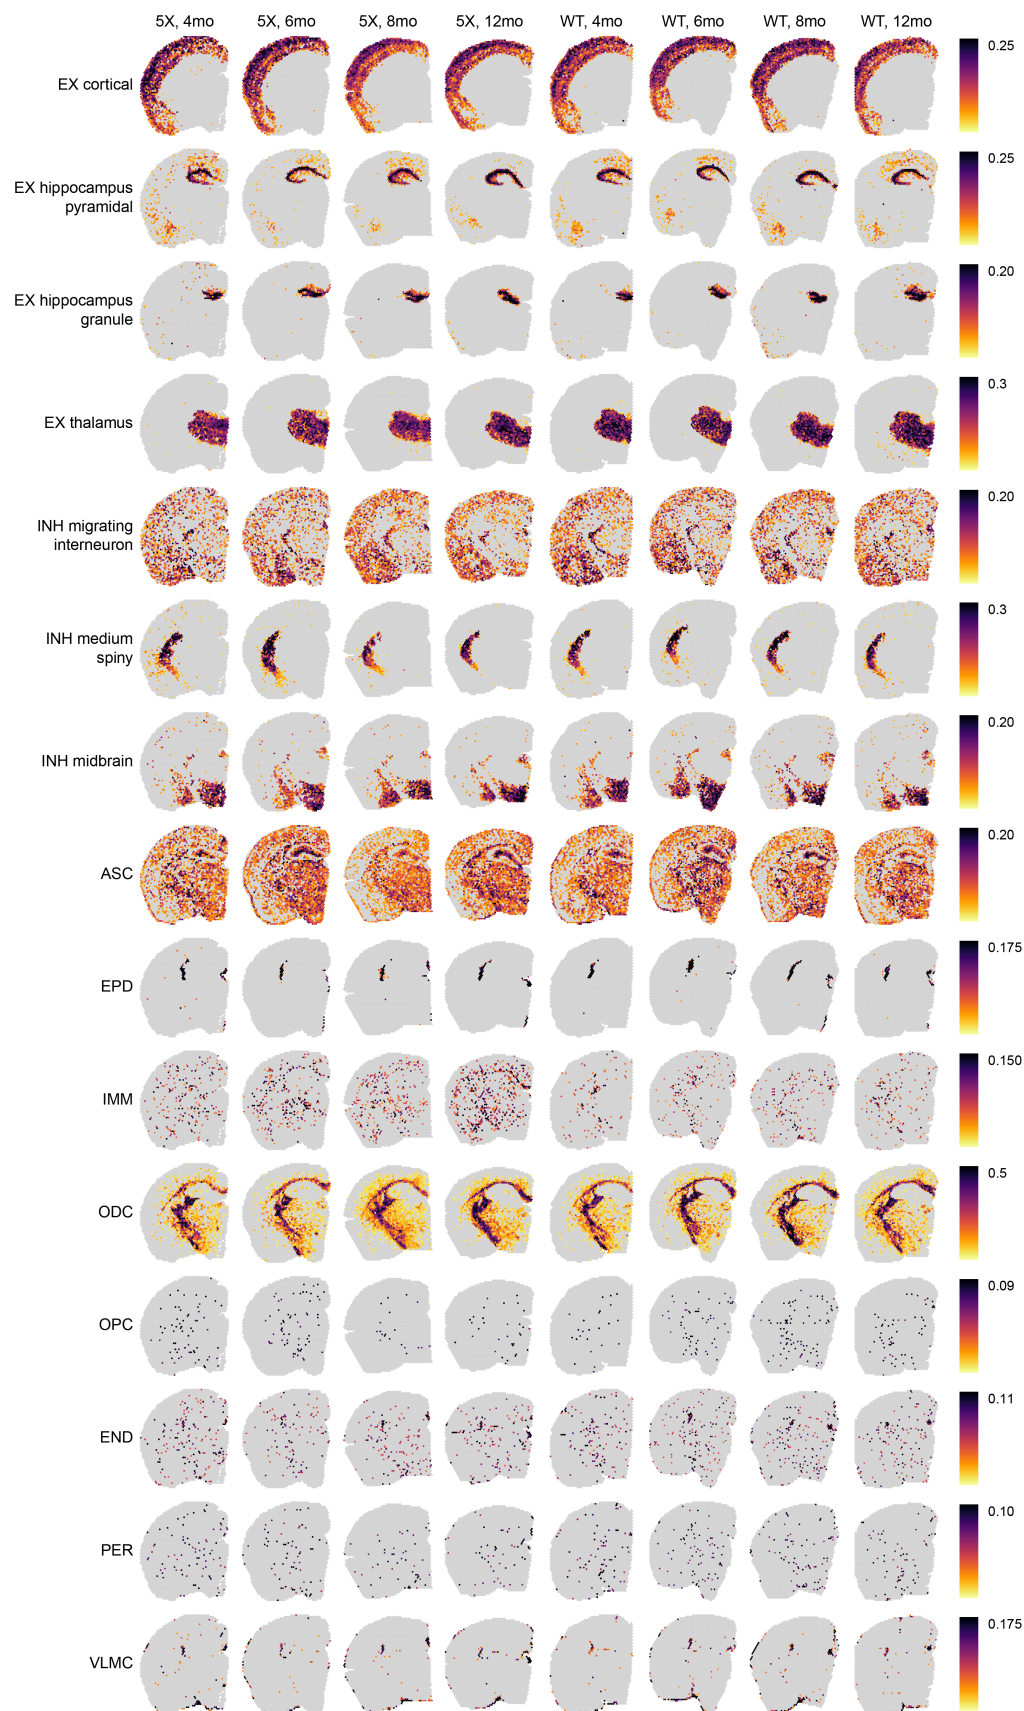 5X, 4mo 5X, 6mo 5X, 8mo 5X, 12mo WT, 4mo WT, 6mo WT, 8mo WT, 12mo
EX cortical 0.25
EX hippocampus
pyramidal 0.25
EX hippocampus
granule 0.20
EX thalamus 0.3
INH migrating
interneuron 0.20
INH medium
spiny 0.3
INH midbrain 0.20
ASC 0.20
EPD 0.175
IMM 0.150
ODC 0.5
OPC 0.09
END 0.11
PER 0.10
VLMC 0.175